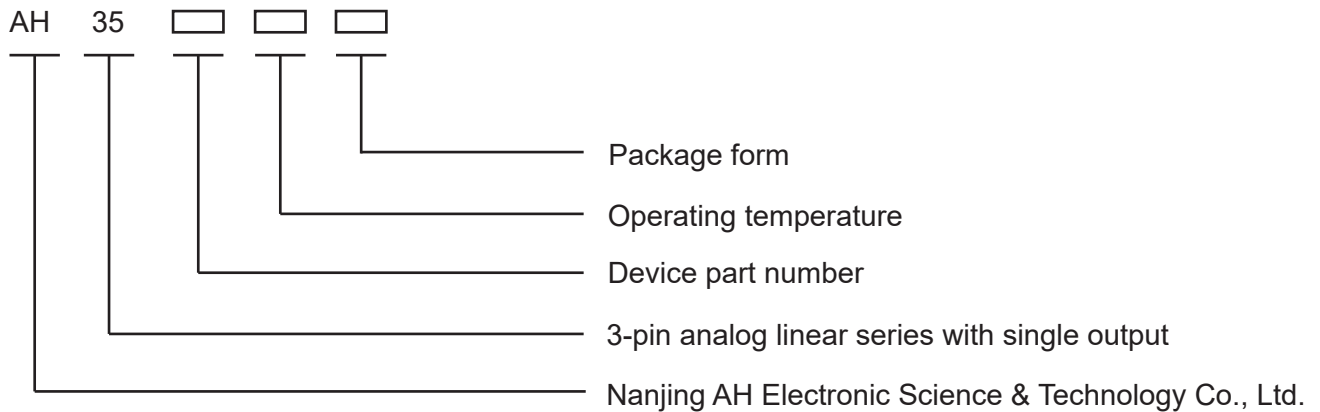 AH 35
Package form
Operating temperature
Device part number
3-pin analog linear series with single output
Nanjing AH Electronic Science & Technology Co., Ltd.